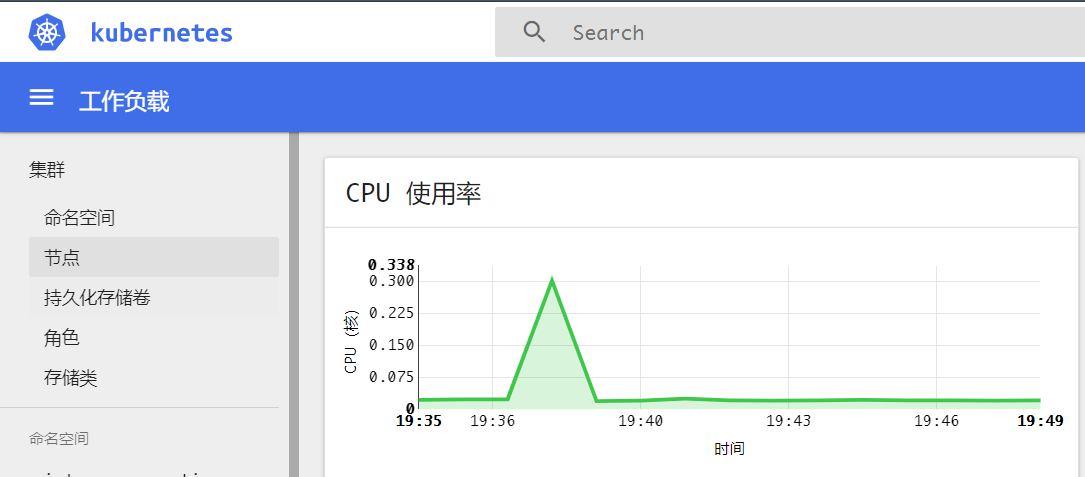 kubernetes
Search
工作负载
集群
命名空间
节点
持久化存储卷
角色
存储类
命名空间
CPU 使用率
0.338
0.300
0.225
0.150
0.075
0
CPU (核)
19:35
19:36
19:40
19:43
19:46
19:49
时间